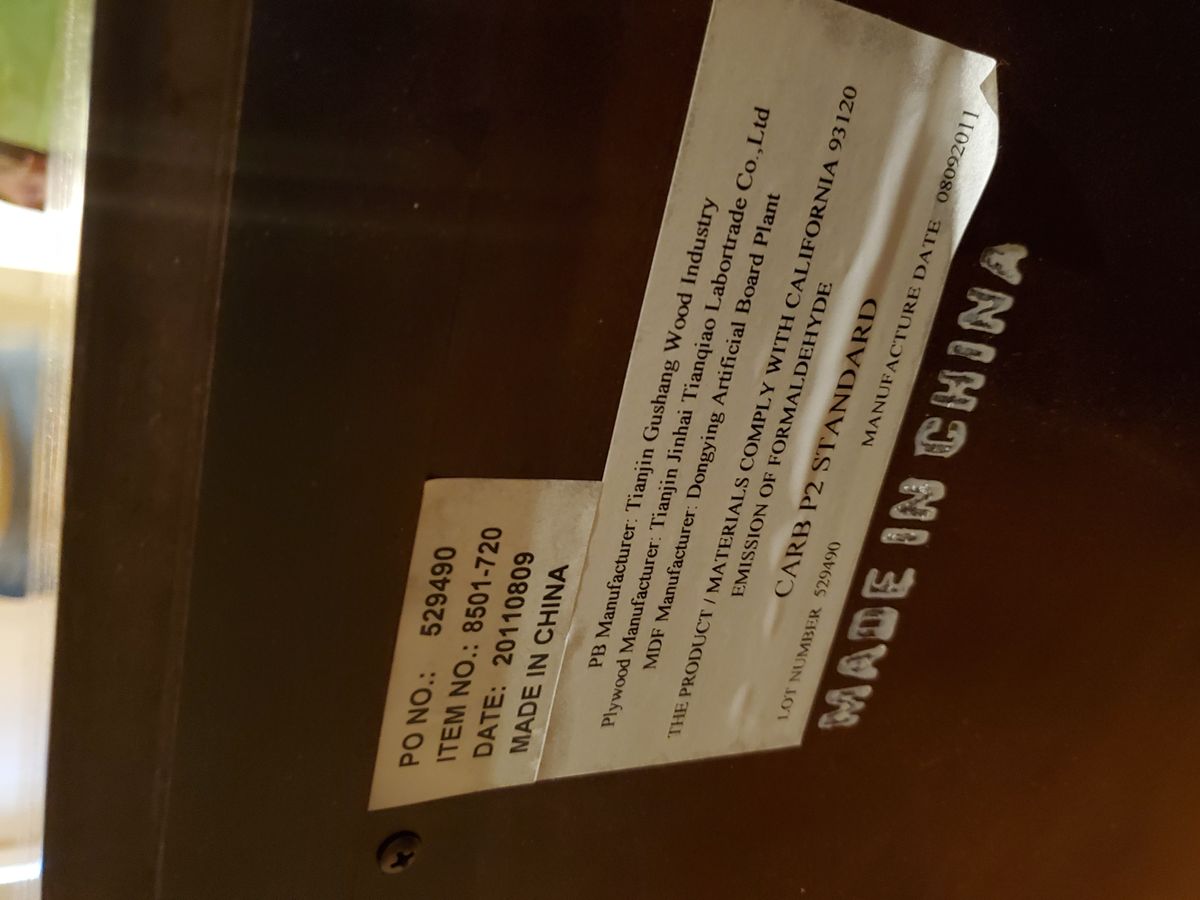 PO NO.: 529490
ITEM NO.: 8501-720
DATE: 20110809
MADE IN CHINA
PB Manufacturer: Tianjin Gushang Wood Industry
Plywood Manufacturer: Tianjin Jinhai Tianqiao Labortrade Co.,Ltd
MDF Manufacturer: Dongying Artificial Board Plant
THE PRODUCT / MATERIALS COMPLY WITH CALIFORNIA 93120
EMISSION OF FORMALDEHYDE
CARB P2 STANDARD
LOT NUMBER 529490 MANUFACTURE DATE 08092011
MADE IN CHINA